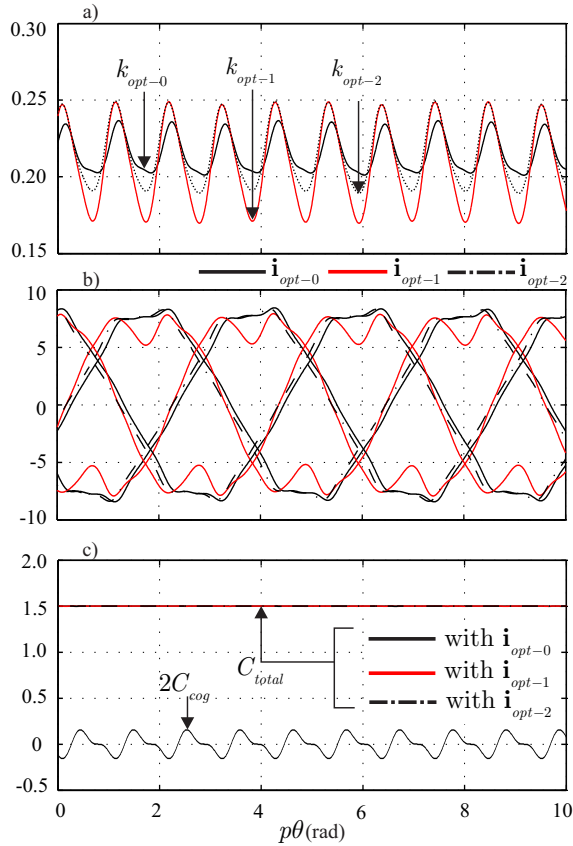 a)
0.30
0.25
0.20
0.15
k_opt-0
k_opt-1
k_opt-2
i_opt-0
i_opt-1
i_opt-2
b)
10
5
0
-5
-10
c)
2.0
1.5
1.0
0.5
0
-0.5
C_total
2C_cog
with i_opt-0
with i_opt-1
with i_opt-2
0
2
4
6
8
10
pθ(rad)